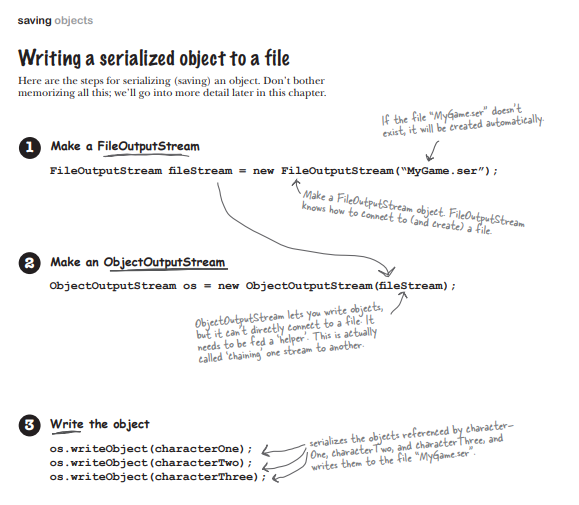 saving objects
Writing a serialized object to a file
Here are the steps for serializing (saving) an object. Don't bother
memorizing all this; we'll go into more detail later in this chapter.
If the file "MyGame.ser" doesn't
exist, it will be created automatically.
1 Make a FileOutputStream
FileOutputStream fileStream = new FileOutputStream("MyGame.ser");
Make a FileOutputStream object. FileOutputStream
knows how to connect to (and create) a file.
2 Make an ObjectOutputStream
ObjectOutputStream os = new ObjectOutputStream(fileStream);
ObjectOutputStream lets you write objects,
but it can't directly connect to a file. It
needs to be fed a 'helper'. This is actually
called 'chaining' one stream to another.
3 Write the object
serializes the objects referenced by character-
os.writeObject(characterOne);
One, characterTwo, and characterThree, and
os.writeObject(characterTwo);
writes them to the file "MyGame.ser".
os.writeObject(characterThree);